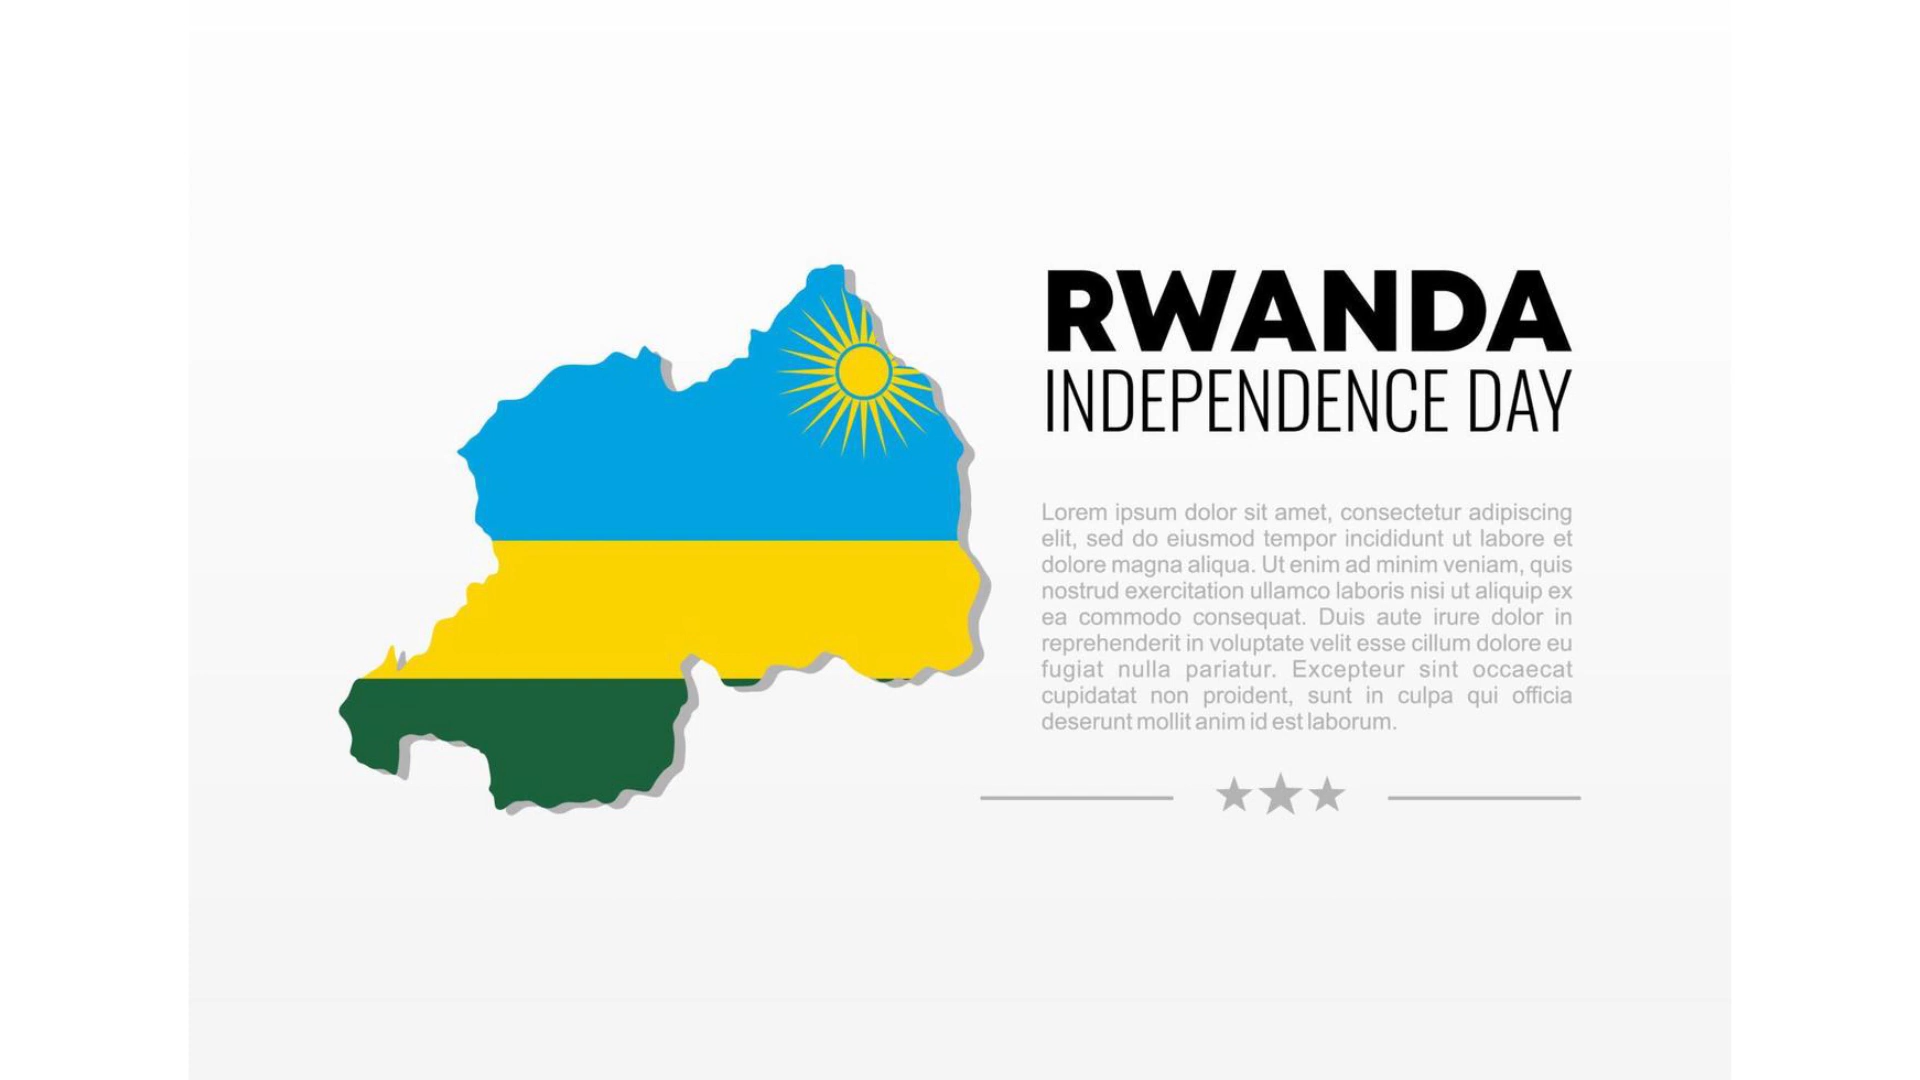 RWANDA
INDEPENDENCE DAY
Lorem ipsum dolor sit amet, consectetur adipiscing
elit, sed do eiusmod tempor incididunt ut labore et
dolore magna aliqua. Ut enim ad minim veniam, quis
nostrud exercitation ullamco laboris nisi ut aliquip ex
ea commodo consequat. Duis aute irure dolor in
reprehenderit in voluptate velit esse cillum dolore eu
fugiat nulla pariatur. Excepteur sint occaecat
cupidatat non proident, sunt in culpa qui officia
deserunt mollit anim id est laborum.